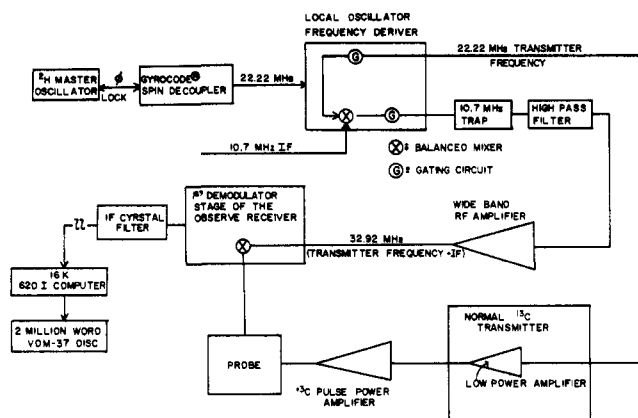 LOCAL OSCILLATOR
FREQUENCY DERIVER
²H MASTER
OSCILLATOR
ϕ
LOCK
GYROCODE®
SPIN DECOUPLER
22.22 MHz
G
22.22 MHz TRANSMITTER
FREQUENCY
G
10.7 MHz
TRAP
HIGH PASS
FILTER
10.7 MHz IF
BALANCED MIXER
G
GATING CIRCUIT
IF CYRSTAL
FILTER
DEMODULATOR
STAGE OF THE
OBSERVE RECEIVER
WIDE BAND
RF AMPLIFIER
32.92 MHz
(TRANSMITTER FREQUENCY +IF)
16 K
620 I COMPUTER
2 MILLION WORD
VDM-37 DISC
PROBE
¹³C PULSE POWER
AMPLIFIER
NORMAL ¹³C
TRANSMITTER
LOW POWER AMPLIFIER